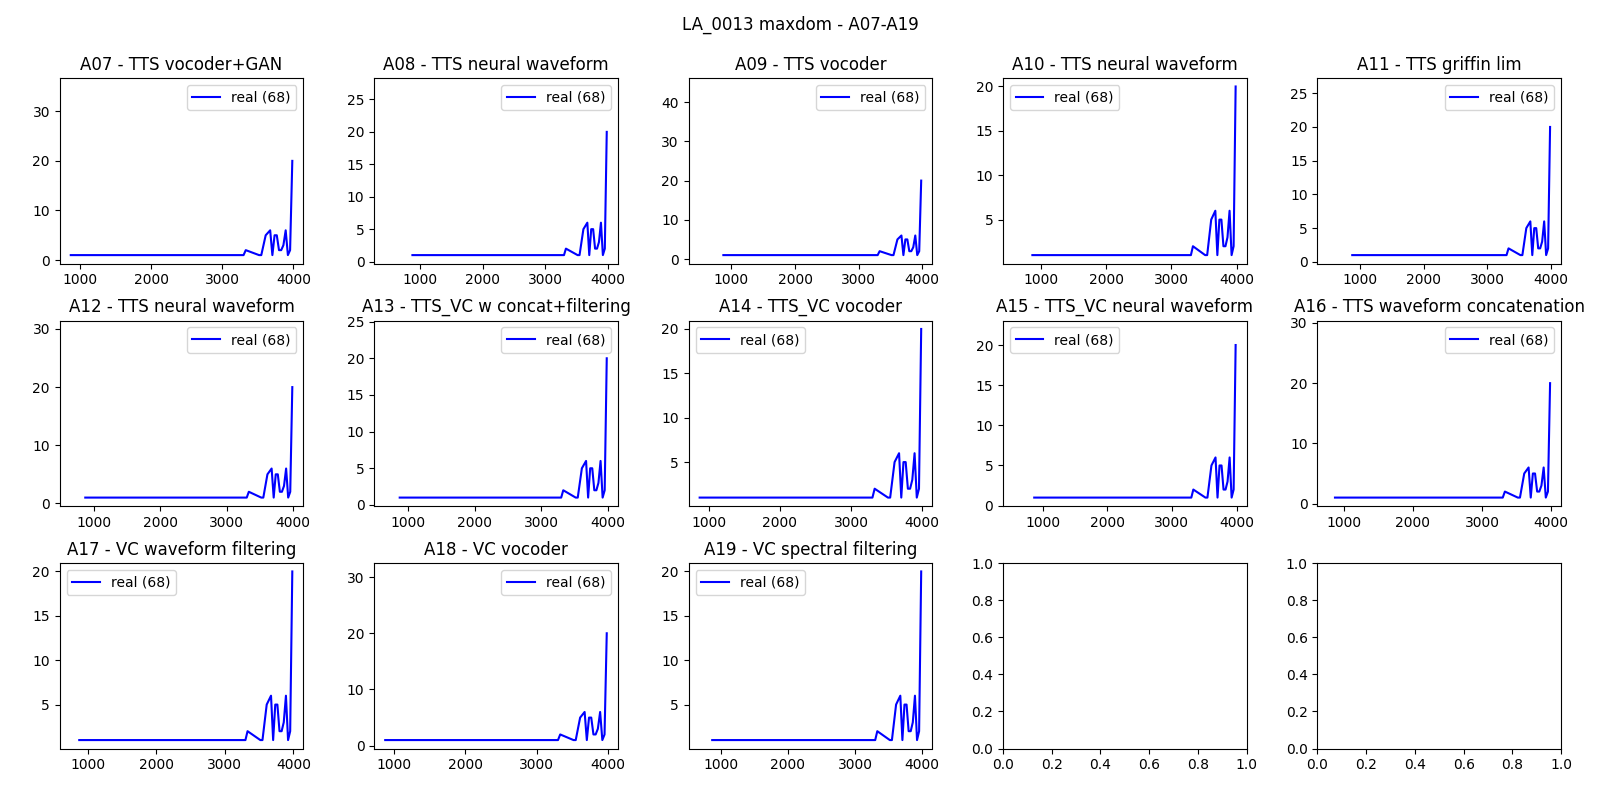 LA_0013 maxdom - A07-A19
A07 - TTS vocoder+GAN
A08 - TTS neural waveform
A09 - TTS vocoder
A10 - TTS neural waveform
A11 - TTS griffin lim
real (68)
real (68)
real (68)
real (68)
real (68)
30
20
10
0
1000 2000 3000 4000
25
20
15
10
5
0
1000 2000 3000 4000
40
30
20
10
0
1000 2000 3000 4000
20
15
10
5
1000 2000 3000 4000
25
20
15
10
5
0
1000 2000 3000 4000
A12 - TTS neural waveform
A13 - TTS_VC w concat+filtering
A14 - TTS_VC vocoder
A15 - TTS_VC neural waveform
A16 - TTS waveform concatenation
real (68)
real (68)
real (68)
real (68)
real (68)
30
20
10
0
1000 2000 3000 4000
25
20
15
10
5
0
1000 2000 3000 4000
20
15
10
5
1000 2000 3000 4000
20
15
10
5
0
1000 2000 3000 4000
30
20
10
0
1000 2000 3000 4000
A17 - VC waveform filtering
A18 - VC vocoder
A19 - VC spectral filtering
real (68)
real (68)
real (68)
20
15
10
5
1000 2000 3000 4000
30
20
10
0
1000 2000 3000 4000
20
15
10
5
1000 2000 3000 4000
1.0
0.8
0.6
0.4
0.2
0.0
0.0 0.2 0.4 0.6 0.8 1.0
1.0
0.8
0.6
0.4
0.2
0.0
0.0 0.2 0.4 0.6 0.8 1.0